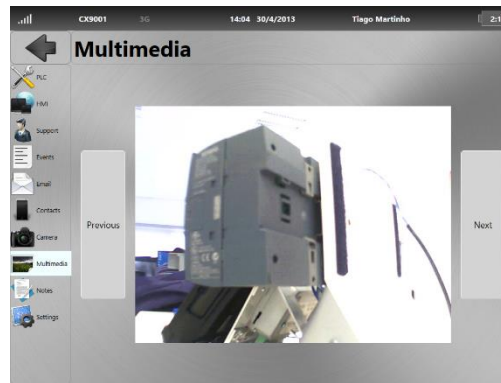 CX9001 3G 14:04 30/4/2013 Tiago Martinho
Multimedia
PLC
HMI
Support
Events
Email
Contacts
Camera
Previous
Next
Multimedia
Notes
Settings